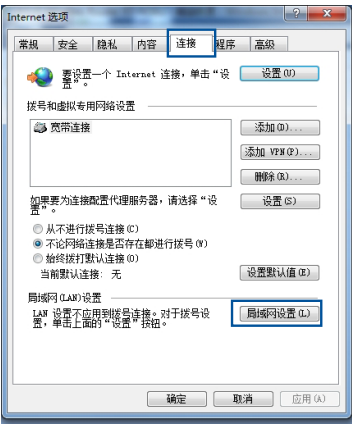 Internet 选项
常规 安全 隐私 内容 连接 程序 高级
要设置一个 Internet 连接，单击“设置”。
设置(U)
拨号和虚拟专用网络设置
宽带连接
添加(D)...
添加 VPN(P)...
删除(R)...
如果要为连接配置代理服务器，请选择“设置”。
设置(S)
从不进行拨号连接(C)
不论网络连接是否存在都进行拨号(W)
始终拨打默认连接(O)
当前默认连接： 无
设置默认值(E)
局域网(LAN)设置
LAN 设置不应用到拨号连接。对于拨号设置，单击上面的“设置”按钮。
局域网设置(L)
确定 取消 应用(A)